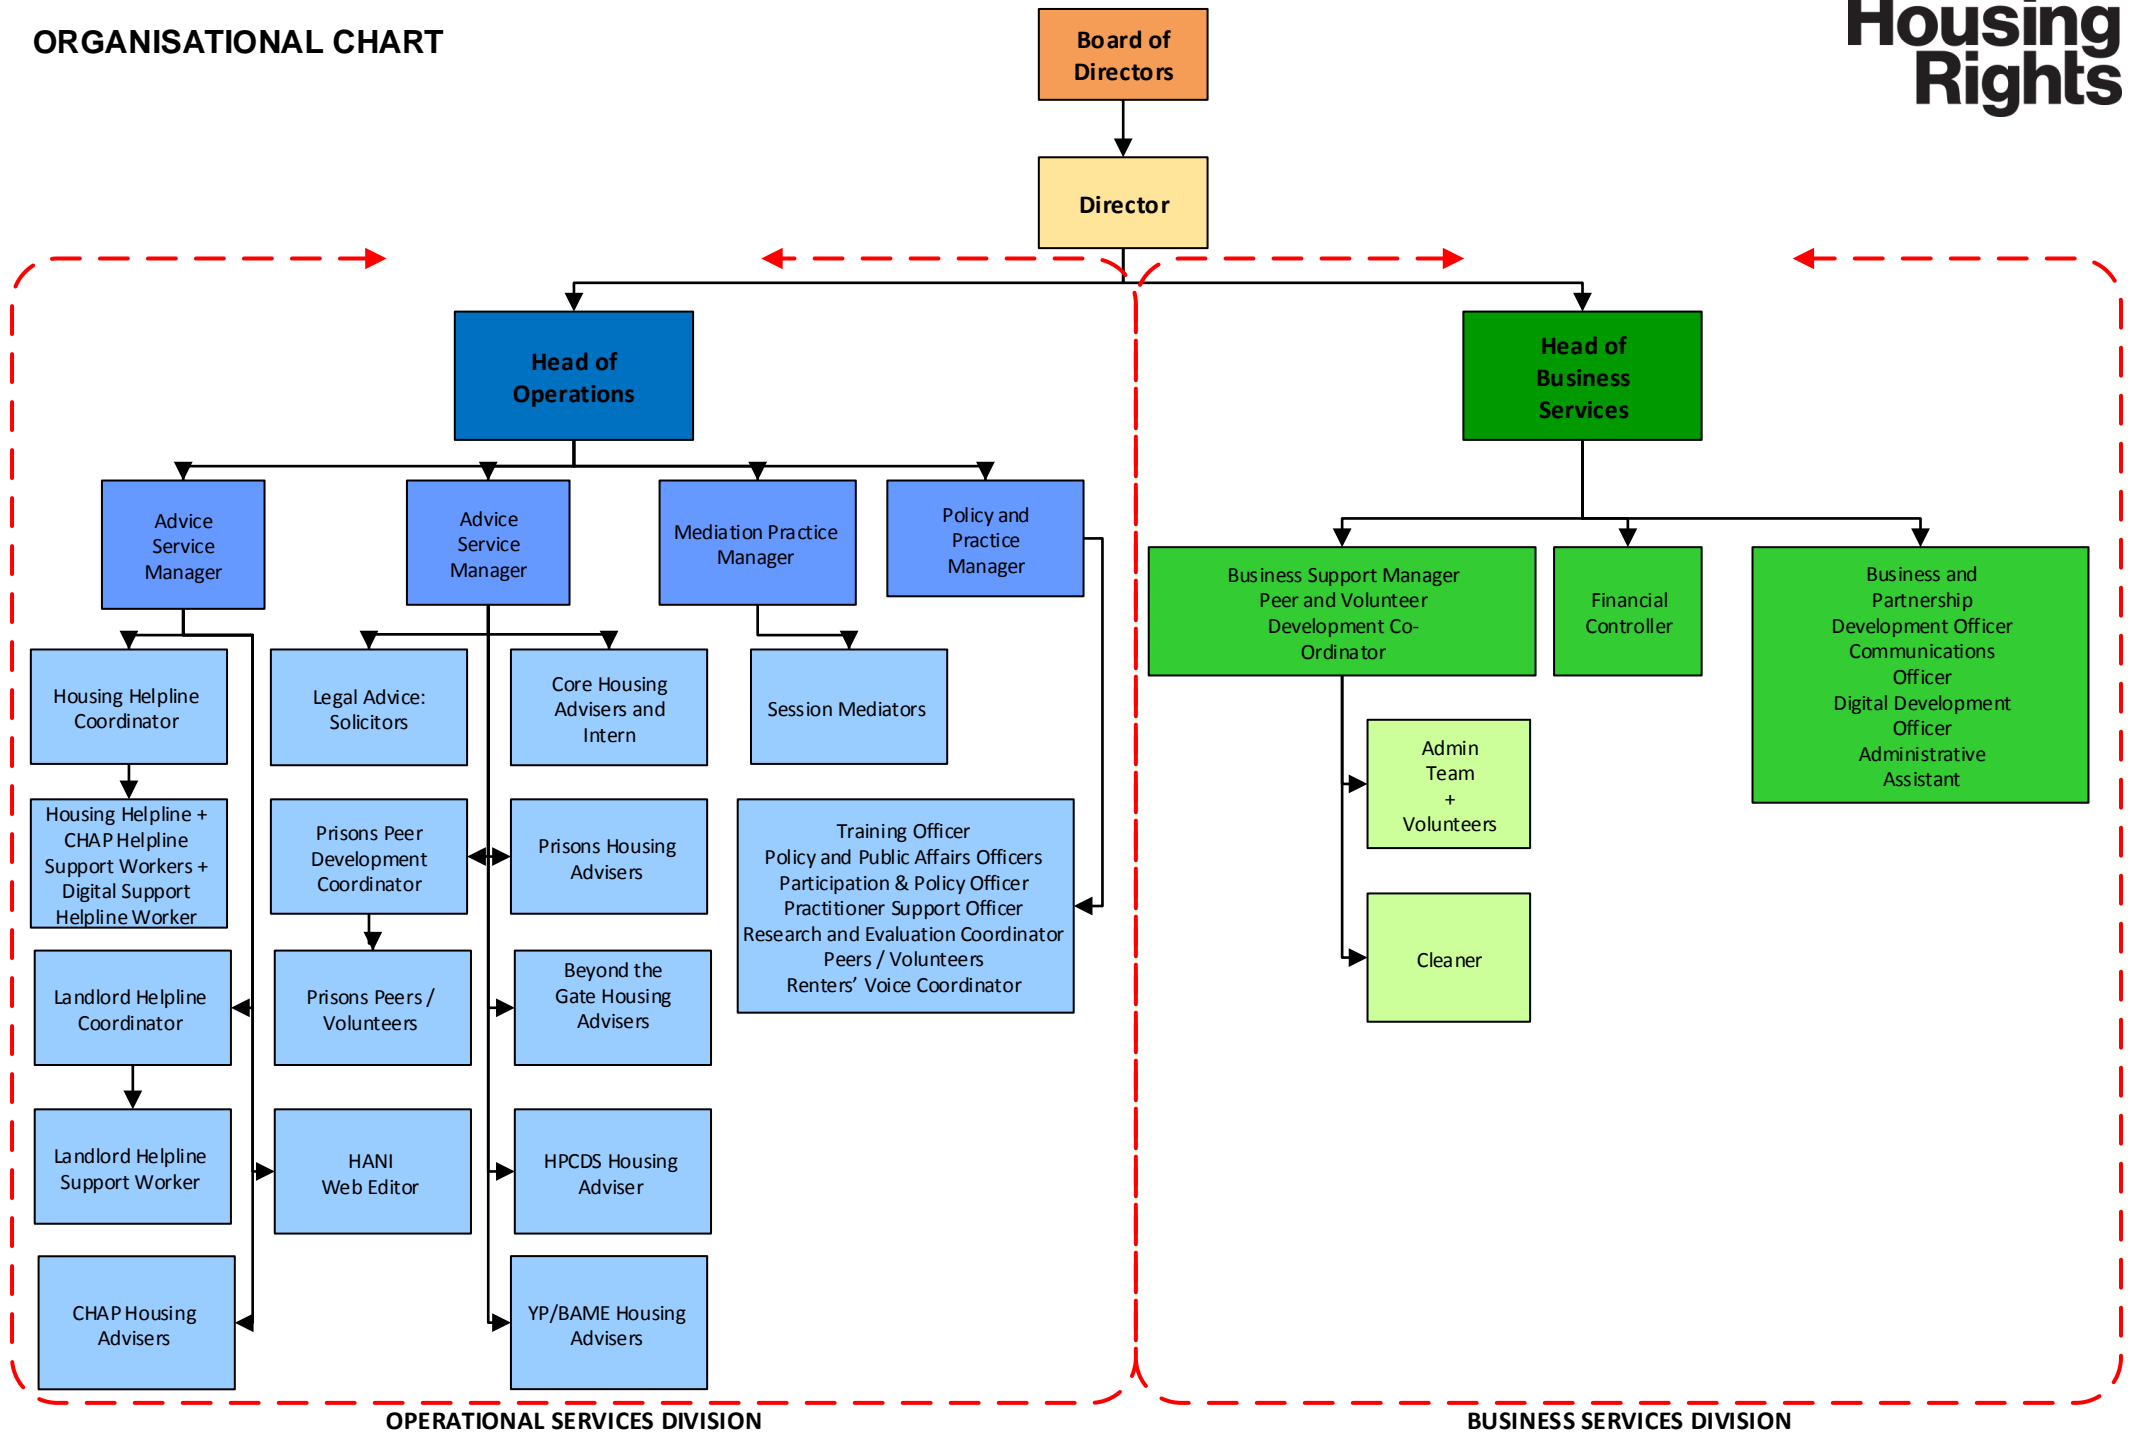 ORGANISATIONAL CHART
Housing
Rights
Board of
Directors
Director
Head of
Operations
Head of
Business
Services
Advice
Service
Manager
Advice
Service
Manager
Mediation Practice
Manager
Policy and
Practice
Manager
Business Support Manager
Peer and Volunteer
Development Co-
Ordinator
Financial
Controller
Business and
Partnership
Development Officer
Communications
Officer
Digital Development
Officer
Administrative
Assistant
Housing Helpline
Coordinator
Legal Advice:
Solicitors
Core Housing
Advisers and
Intern
Session Mediators
Admin
Team
+
Volunteers
Housing Helpline +
CHAP Helpline
Support Workers +
Digital Support
Helpline Worker
Prisons Peer
Development
Coordinator
Prisons Housing
Advisers
Training Officer
Policy and Public Affairs Officers
Participation & Policy Officer
Practitioner Support Officer
Research and Evaluation Coordinator
Peers / Volunteers
Renters’ Voice Coordinator
Cleaner
Landlord Helpline
Coordinator
Prisons Peers /
Volunteers
Beyond the
Gate Housing
Advisers
Landlord Helpline
Support Worker
HANI
Web Editor
HPCDS Housing
Adviser
CHAP Housing
Advisers
YP/BAME Housing
Advisers
OPERATIONAL SERVICES DIVISION
BUSINESS SERVICES DIVISION